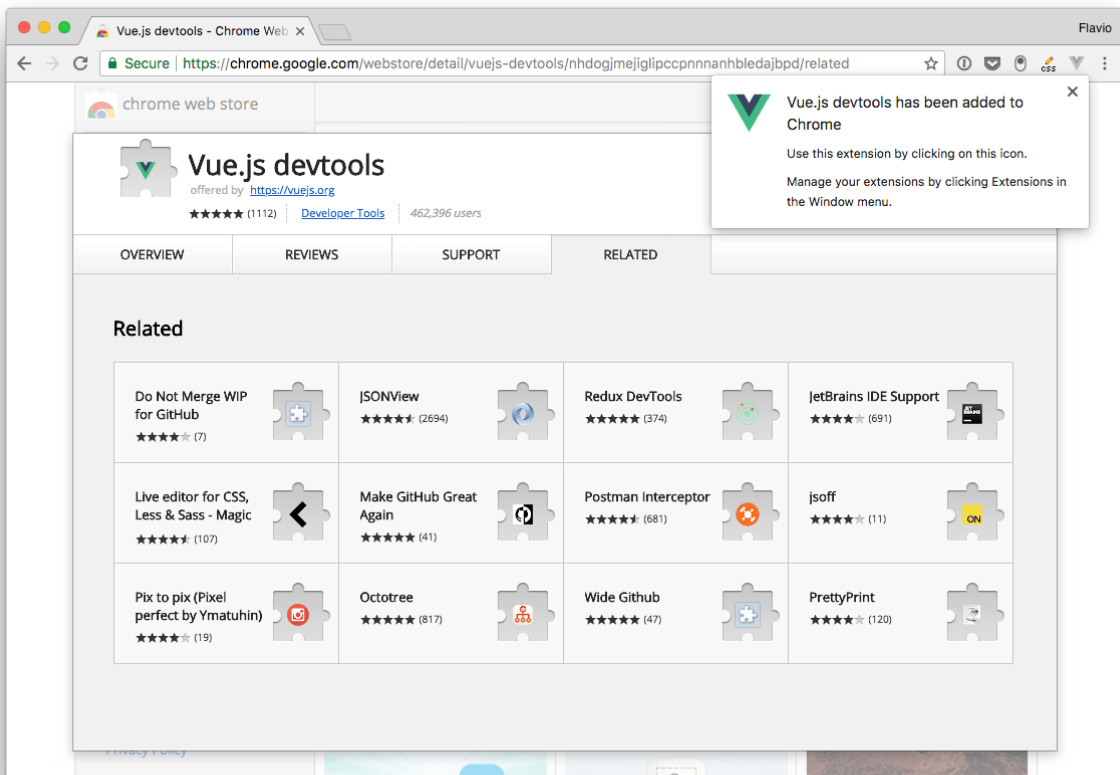 Vue.js devtools - Chrome Web
Flavio
Secure | https://chrome.google.com/webstore/detail/vuejs-devtools/nhdogjmejiglipccpnnnanhbledajbpd/related
css
chrome web store
Vue.js devtools has been added to
Chrome
Use this extension by clicking on this icon.
Manage your extensions by clicking Extensions in
the Window menu.
Vue.js devtools
offered by https://vuejs.org
★★★★★ (1112) Developer Tools 462,396 users
OVERVIEW REVIEWS SUPPORT RELATED
Related
Do Not Merge WIP
for GitHub
(7)
JSONView
(2694)
Redux DevTools
(374)
JetBrains IDE Support
(691)
JET
BRAINS
Live editor for CSS,
Less & Sass - Magic
(107)
Make GitHub Great
Again
(41)
Postman Interceptor
(681)
jsoff
(11)
ON
Pix to pix (Pixel
perfect by Ymatuhin)
(19)
Octotree
(817)
Wide Github
(47)
PrettyPrint
(120)
Privacy Policy